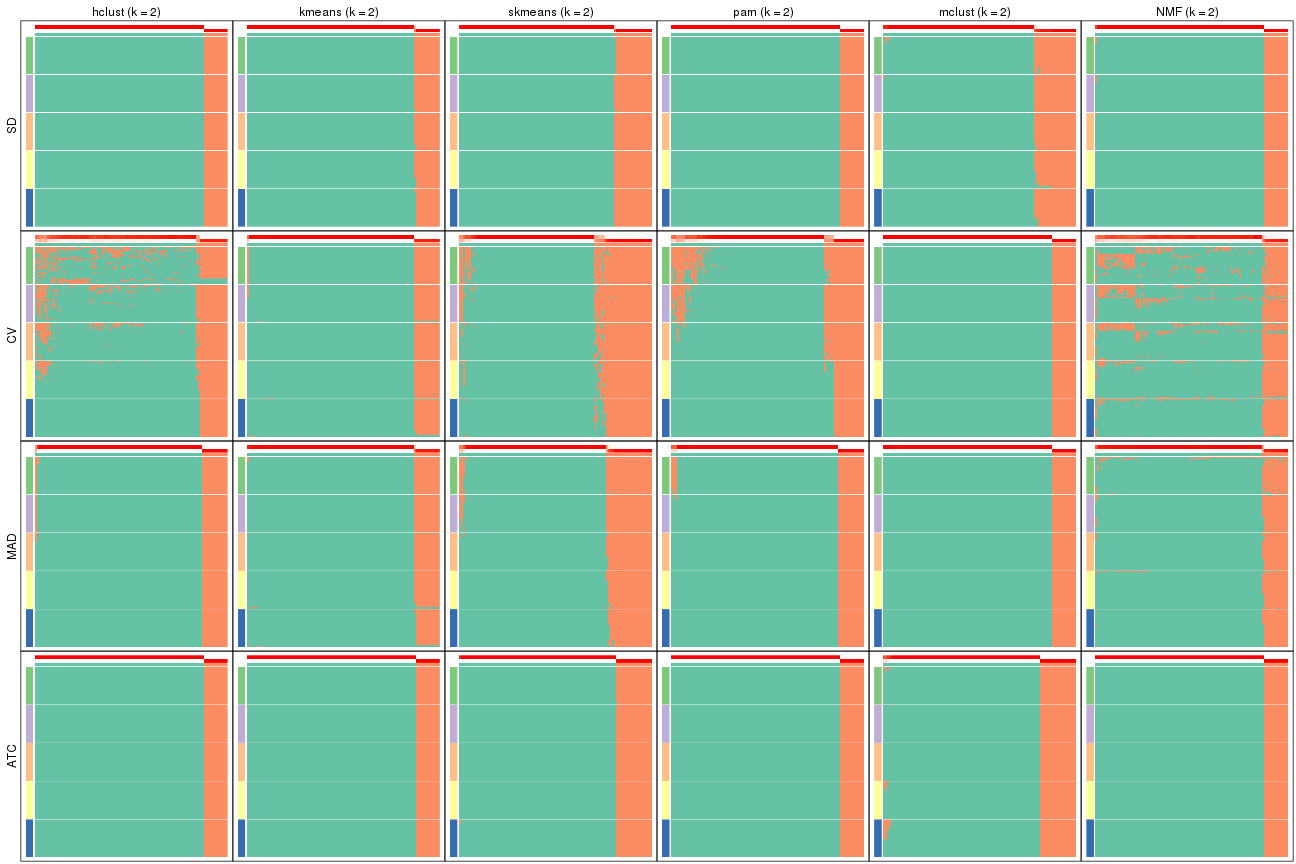 hclust (k = 2)
kmeans (k = 2)
skmeans (k = 2)
pam (k = 2)
mclust (k = 2)
NMF (k = 2)
SD
CV
MAD
ATC